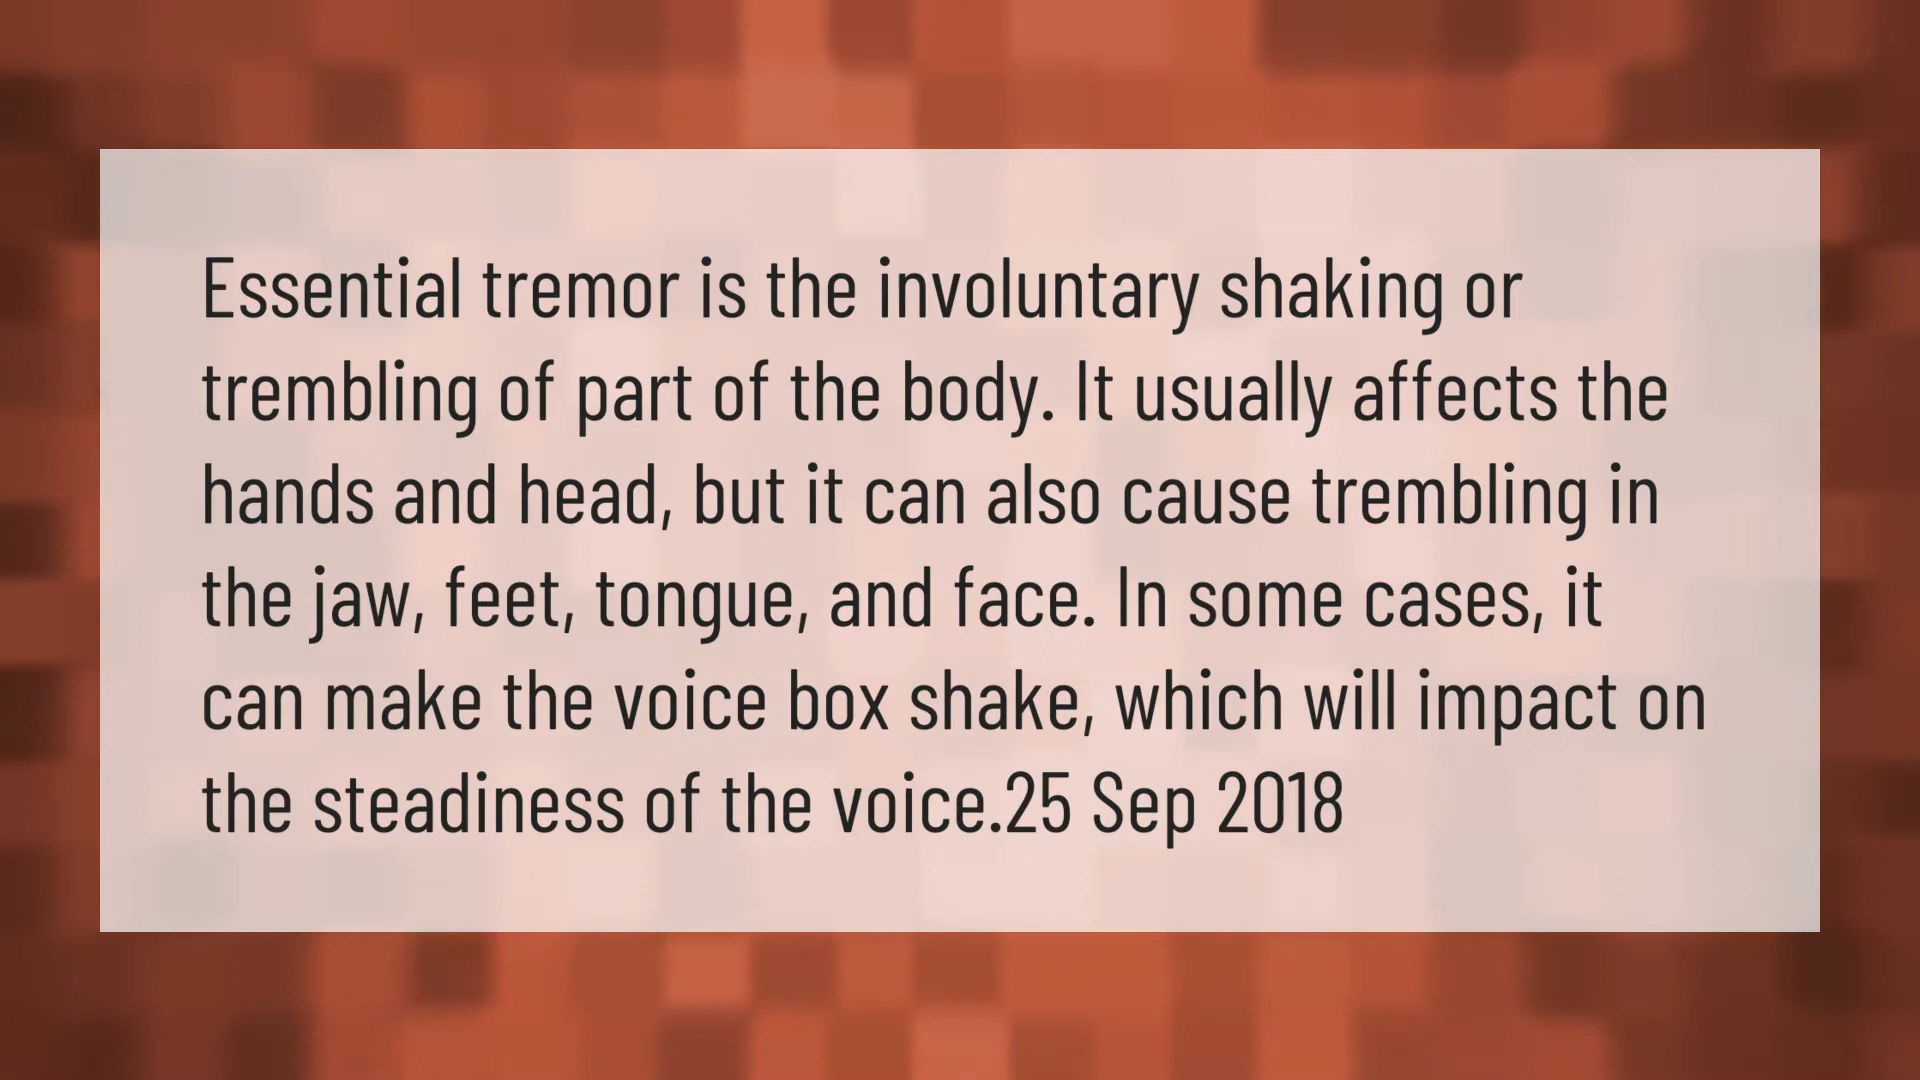 Essential tremor is the involuntary shaking or
trembling of part of the body. It usually affects the
hands and head, but it can also cause trembling in
the jaw, feet, tongue, and face. In some cases, it
can make the voice box shake, which will impact on
the steadiness of the voice.25 Sep 2018